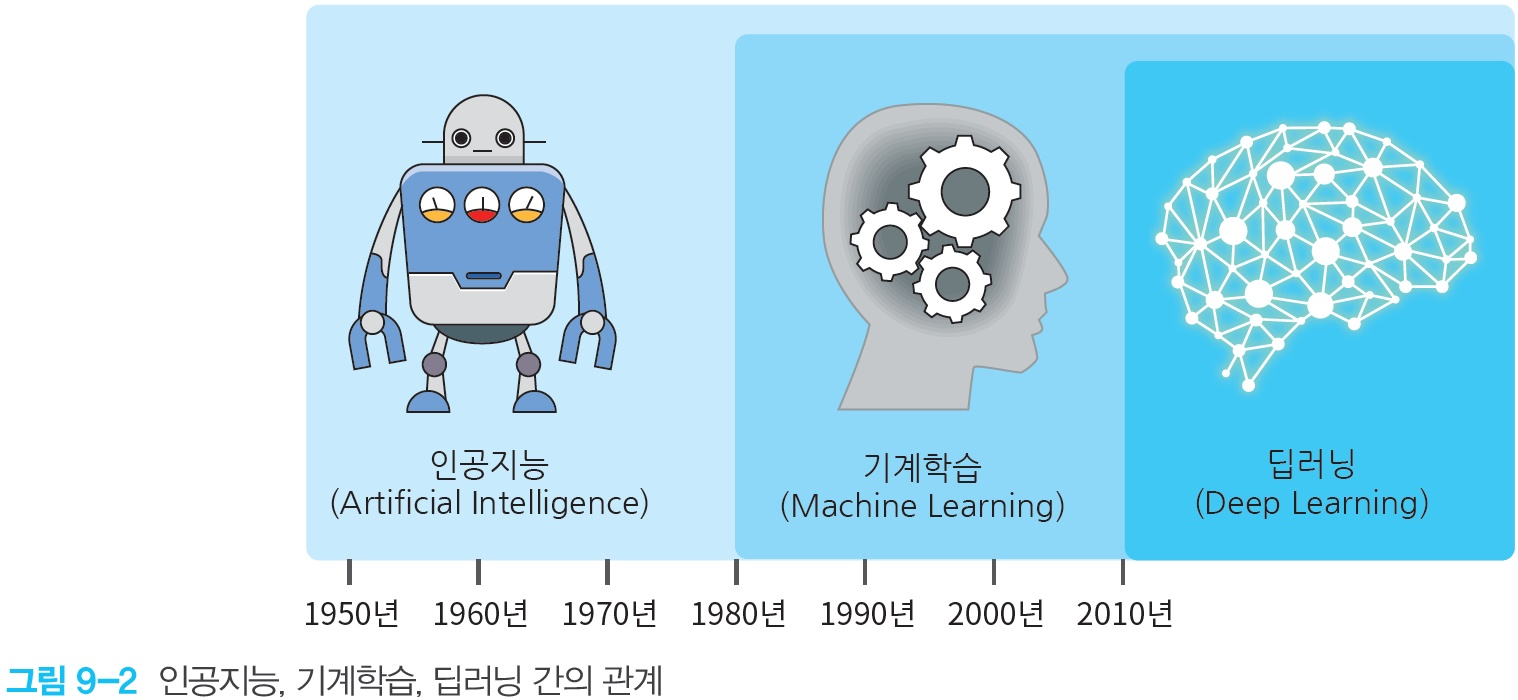 인공지능
(Artificial Intelligence)
기계학습
(Machine Learning)
딥러닝
(Deep Learning)
1950년 1960년 1970년 1980년 1990년 2000년 2010년
그림 9-2 인공지능, 기계학습, 딥러닝 간의 관계